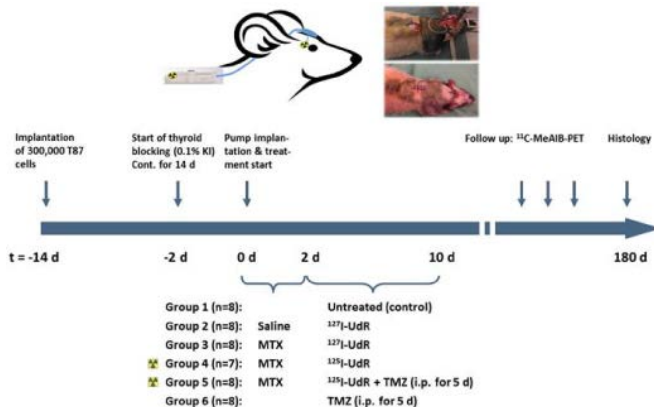 Implantation
of 300,000 T87
cells
Start of thyroid
blocking (0.1% KI)
Cont. for 14 d
Pump implan-
tation & treat-
ment start
Follow up: ¹¹C-MeAIB-PET
Histology
t = -14 d
-2 d
0 d
2 d
10 d
180 d
Group 1 (n=8): Untreated (control)
Group 2 (n=8): Saline ¹²⁷I-UdR
Group 3 (n=8): MTX ¹²⁷I-UdR
Group 4 (n=7): MTX ¹²⁵I-UdR
Group 5 (n=8): MTX ¹²⁵I-UdR + TMZ (i.p. for 5 d)
Group 6 (n=8): TMZ (i.p. for 5 d)